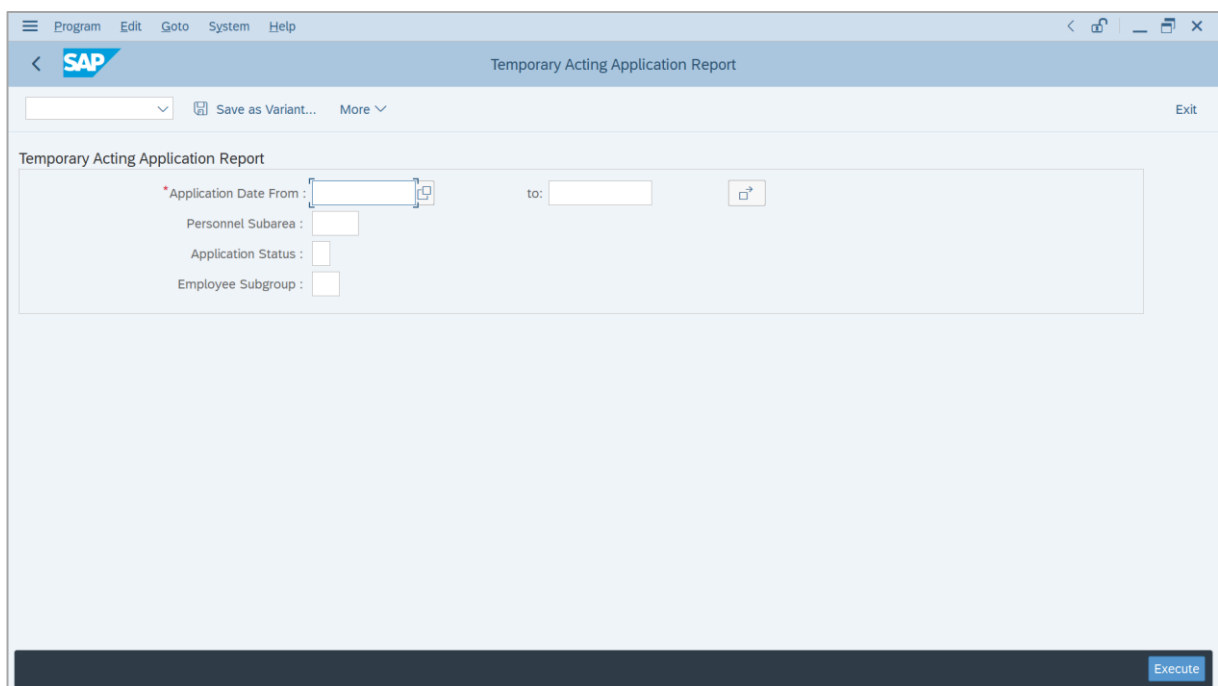 Program Edit Goto System Help
SAP Temporary Acting Application Report
Save as Variant... More Exit
Temporary Acting Application Report
*Application Date From : to:
Personnel Subarea :
Application Status :
Employee Subgroup :
Execute